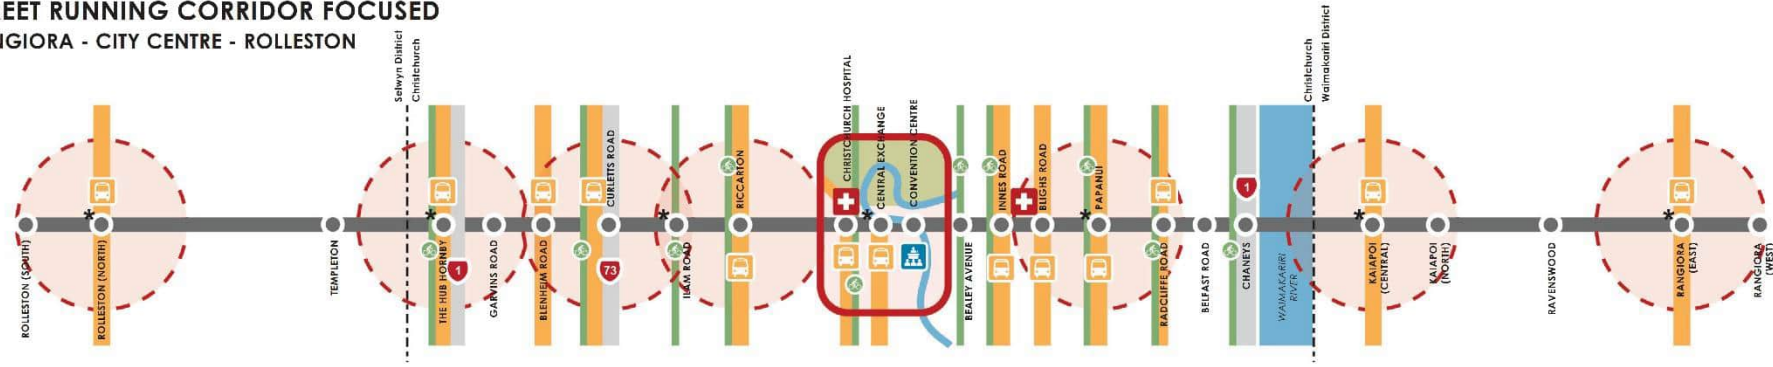 EET RUNNING CORRIDOR FOCUSED
NGIORA - CITY CENTRE - ROLLESTON
Selwyn District
Christchurch
Christchurch
Waimakariri District
ROLLESTON (SOUTH)
ROLLESTON (NORTH)
*
TEMPLETON
*
THE HUB HORNBY
1
GARVINS ROAD
BLENHEIM ROAD
CURLETTS ROAD
73
*
ILAM ROAD
RICCARTON
CHRISTCHURCH HOSPITAL
*
CENTRAL EXCHANGE
CONVENTION CENTRE
BEALEY AVENUE
INNES ROAD
BLIGHS ROAD
*
PAPANUI
RADCLIFFE ROAD
BELFAST ROAD
1
CHANEYS
WAIMAKARIRI
RIVER
*
KAIAPOI
(CENTRAL)
KAIAPOI
(NORTH)
RAVENSWOOD
*
RANGIORA
(EAST)
RANGIORA
(WEST)